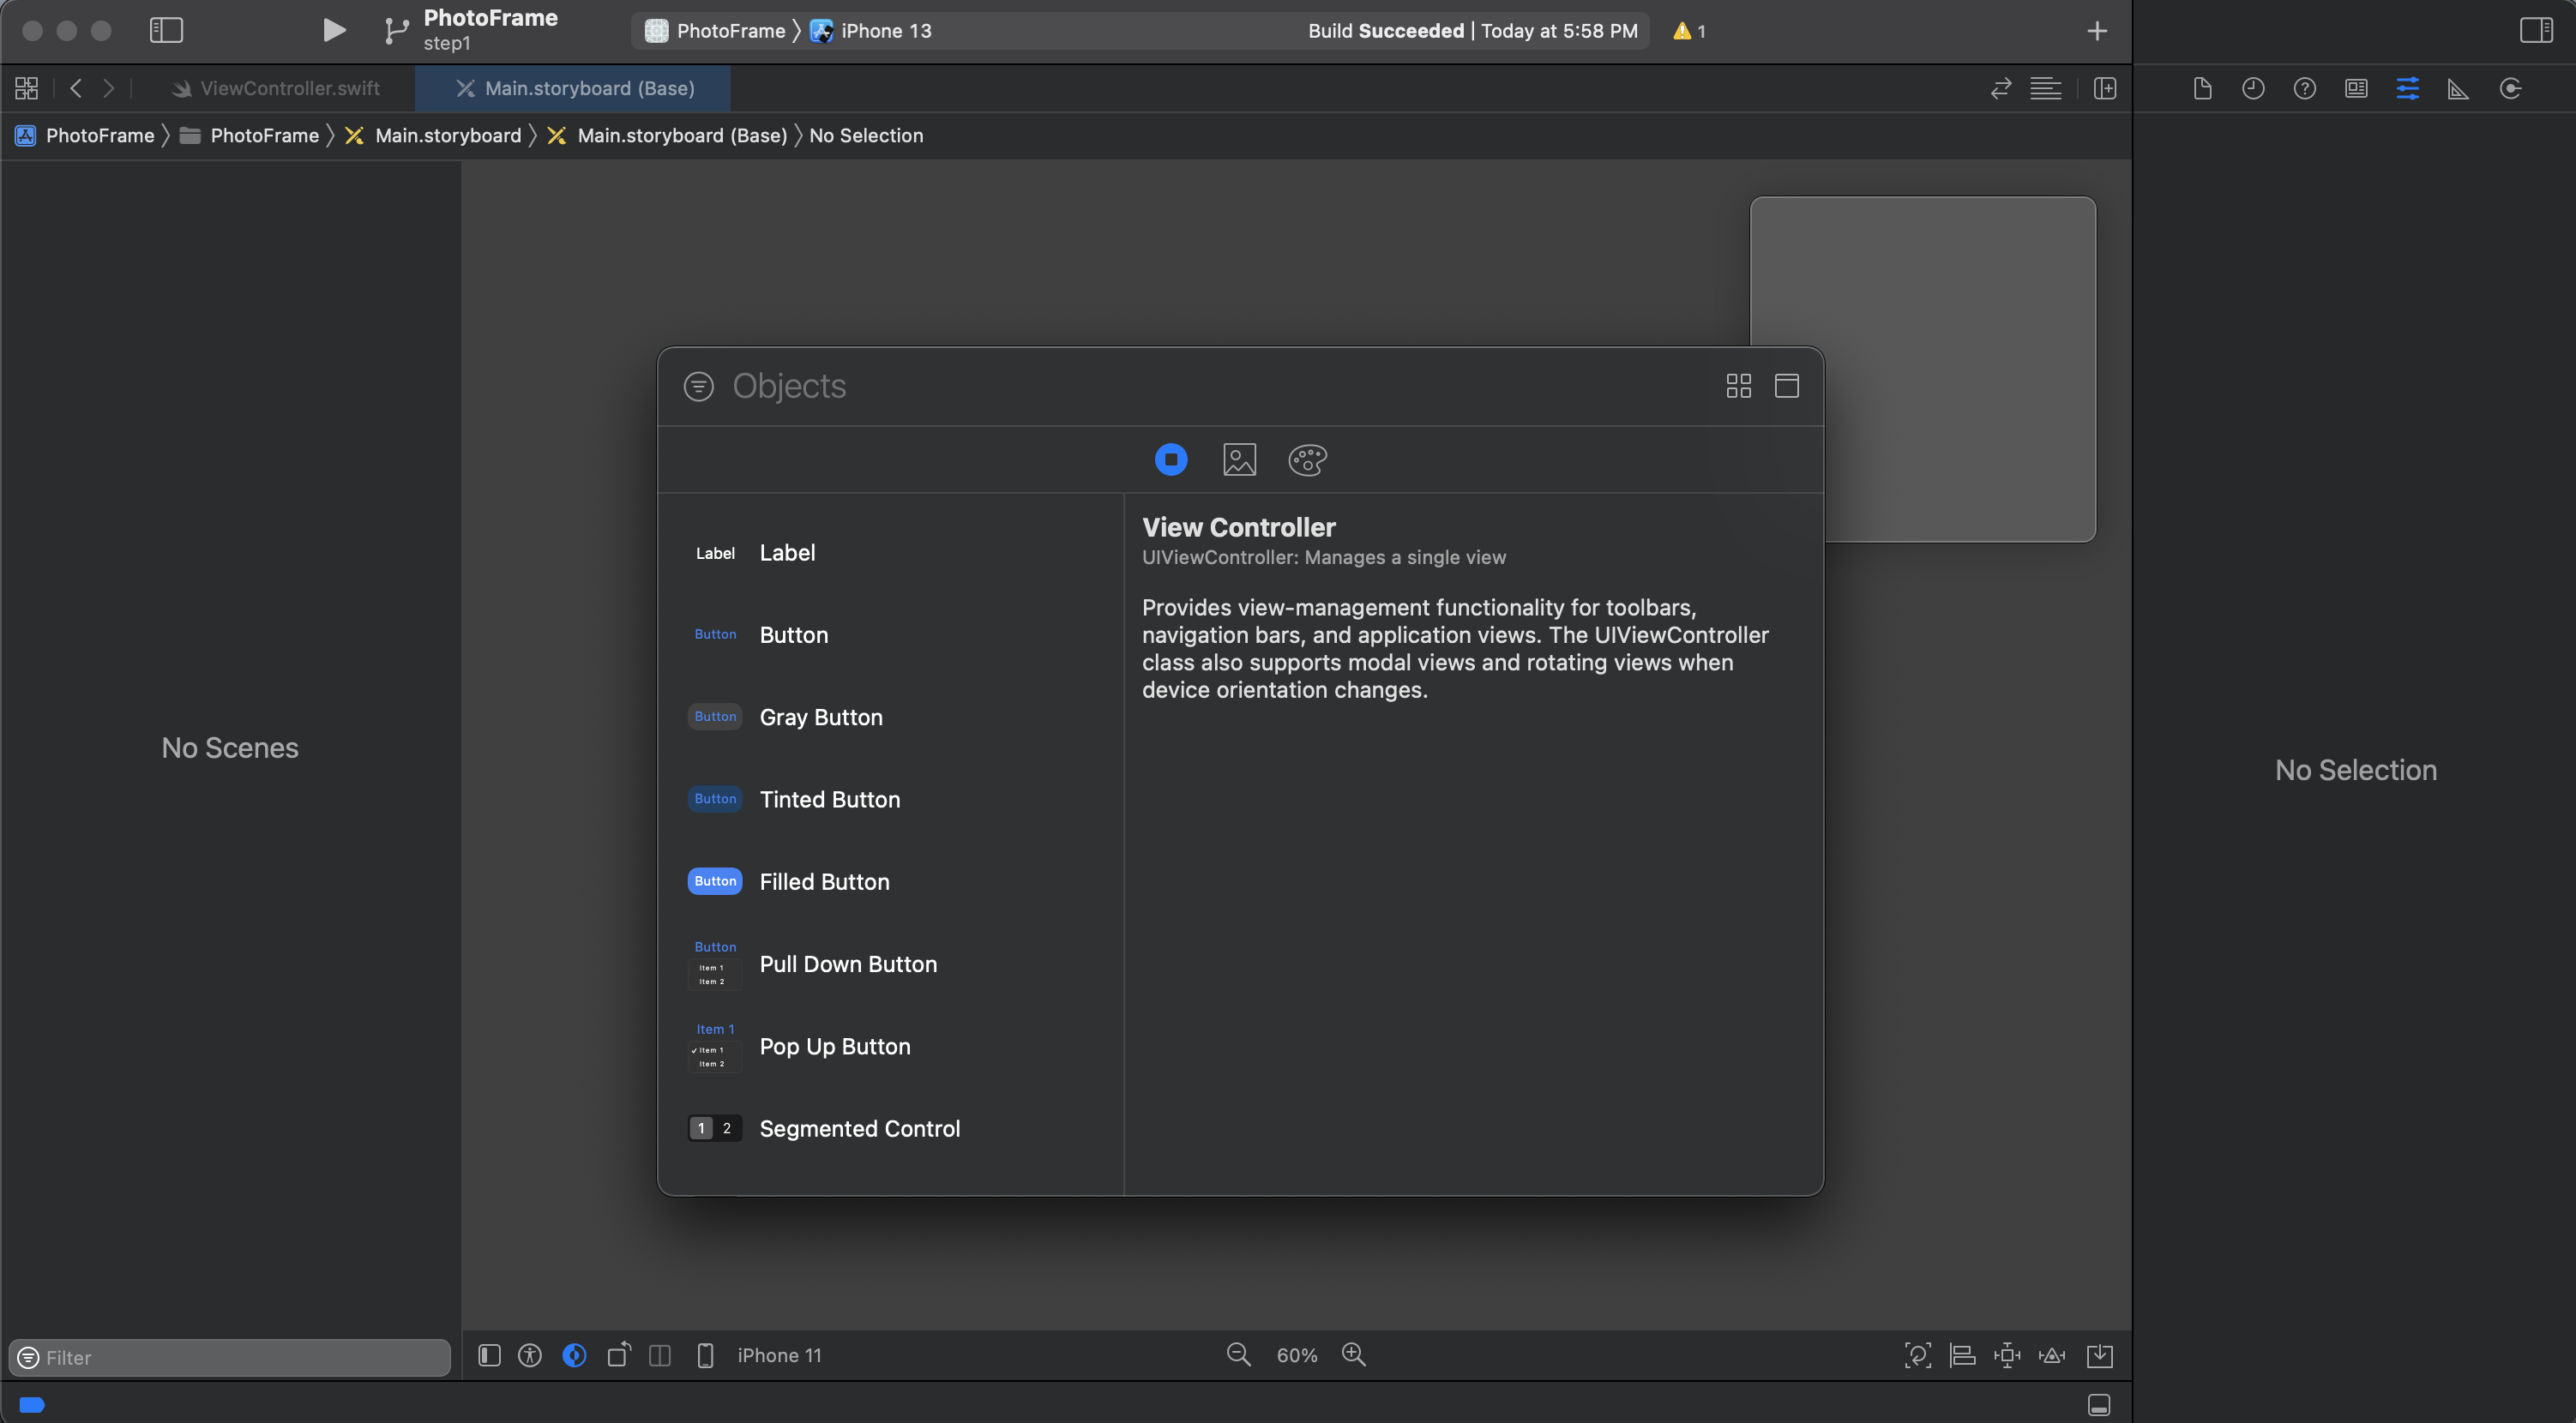 PhotoFrame
step1
PhotoFrame
iPhone 13
Build Succeeded | Today at 5:58 PM
1
ViewController.swift
Main.storyboard (Base)
PhotoFrame
PhotoFrame
Main.storyboard
Main.storyboard (Base)
No Selection
Objects
Label
Label
Button
Button
Button
Gray Button
Button
Tinted Button
Button
Filled Button
Button
Item 1
Item 2
Pull Down Button
Item 1
✓ Item 1
Item 2
Pop Up Button
1 2
Segmented Control
View Controller
UIViewController: Manages a single view
Provides view-management functionality for toolbars,
navigation bars, and application views. The UIViewController
class also supports modal views and rotating views when
device orientation changes.
No Scenes
No Selection
Filter
iPhone 11
60%